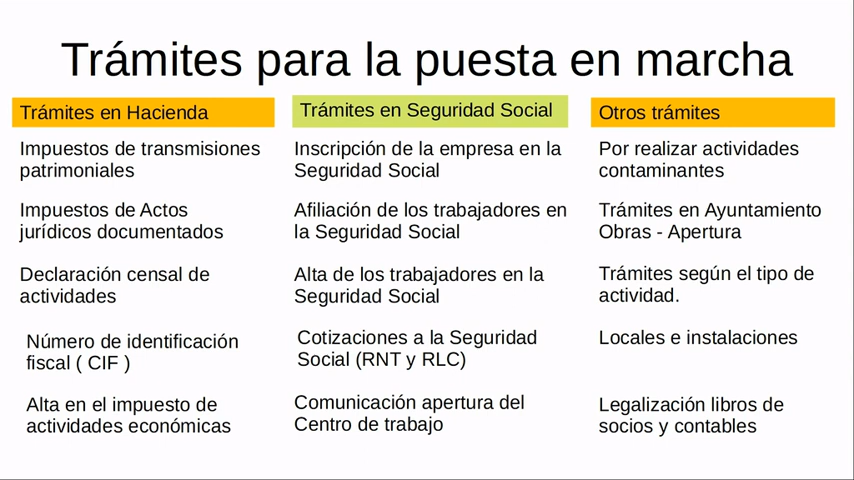 Trámites para la puesta en marcha
Trámites en Hacienda
Impuestos de transmisiones
patrimoniales
Impuestos de Actos
jurídicos documentados
Declaración censal de
actividades
Número de identificación
fiscal ( CIF )
Alta en el impuesto de
actividades económicas
Trámites en Seguridad Social
Inscripción de la empresa en la
Seguridad Social
Afiliación de los trabajadores en
la Seguridad Social
Alta de los trabajadores en la
Seguridad Social
Cotizaciones a la Seguridad
Social (RNT y RLC)
Comunicación apertura del
Centro de trabajo
Otros trámites
Por realizar actividades
contaminantes
Trámites en Ayuntamiento
Obras - Apertura
Trámites según el tipo de
actividad.
Locales e instalaciones
Legalización libros de
socios y contables